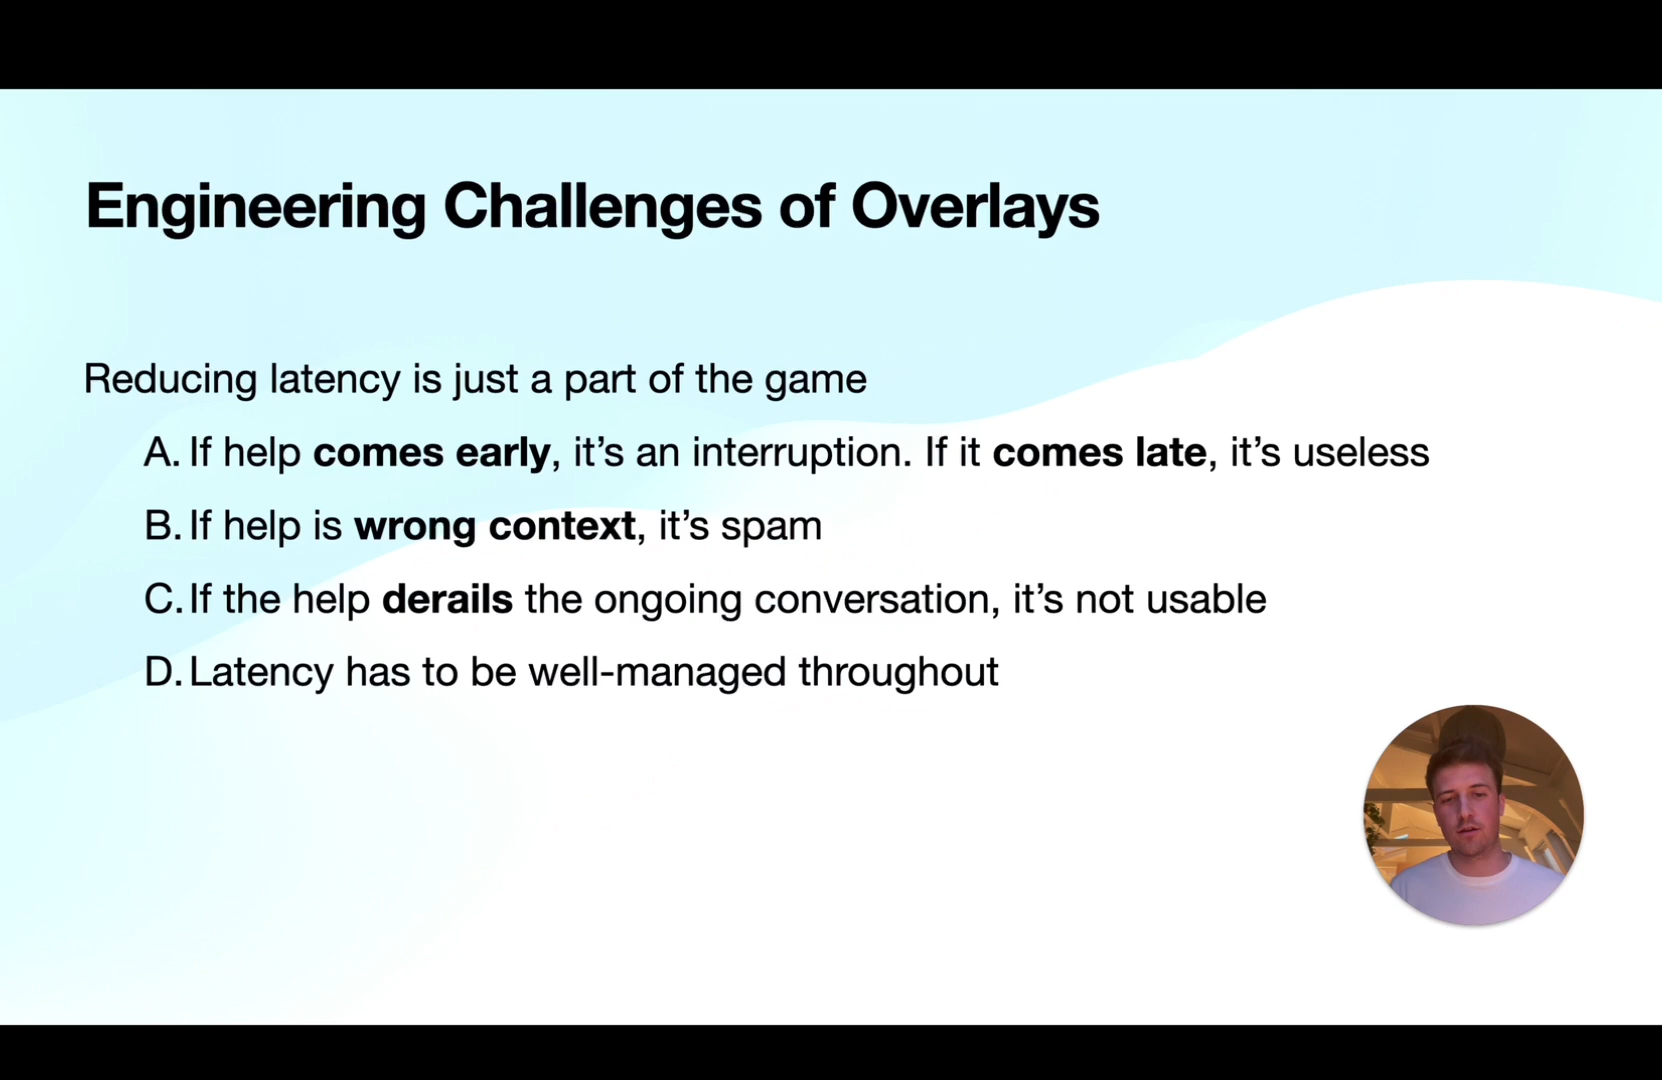 Engineering Challenges of Overlays
Reducing latency is just a part of the game
A. If help comes early, it’s an interruption. If it comes late, it’s useless
B. If help is wrong context, it’s spam
C. If the help derails the ongoing conversation, it’s not usable
D. Latency has to be well-managed throughout